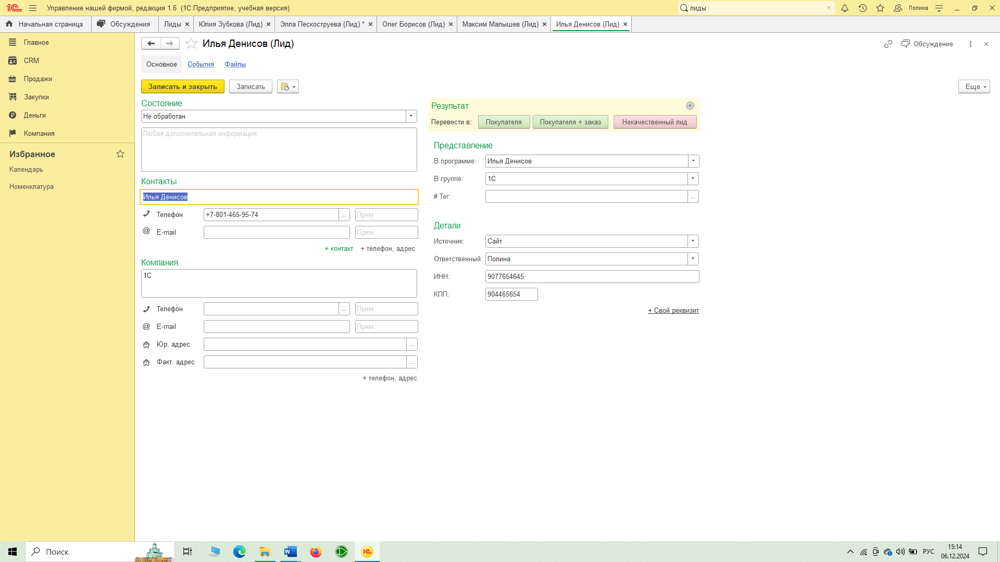 Управление нашей фирмой, редакция 1.6 (1С:Предприятие, учебная версия)
лиды
Полина
Начальная страница
Обсуждения
Лиды
Юлия Зубкова (Лид)
Элла Пескоструева (Лид) *
Олег Борисов (Лид)
Максим Малышев (Лид)
Илья Денисов (Лид)
Главное
CRM
Продажи
Закупки
Деньги
Компания
Избранное
Календарь
Номенклатура
Илья Денисов (Лид)
Обсуждение
Основное
События
Файлы
Записать и закрыть
Записать
Еще
Состояние
Не обработан
Любая дополнительная информация
Контакты
Илья Денисов
Телефон
+7-801-465-95-74
...
Прим.
E-mail
Прим.
+ контакт
+ телефон, адрес
Компания
1С
Телефон
...
Прим.
E-mail
Прим.
Юр. адрес
...
Факт. адрес
...
+ телефон, адрес
Результат
Перевести в:
Покупателя
Покупателя + заказ
Некачественный лид
Представление
В программе:
Илья Денисов
В группе:
1С
# Тег:
...
Детали
Источник:
Сайт
Ответственный:
Полина
ИНН:
9077654645
КПП:
904465654
+ Свой реквизит
Поиск
РУС
15:14
06.12.2024